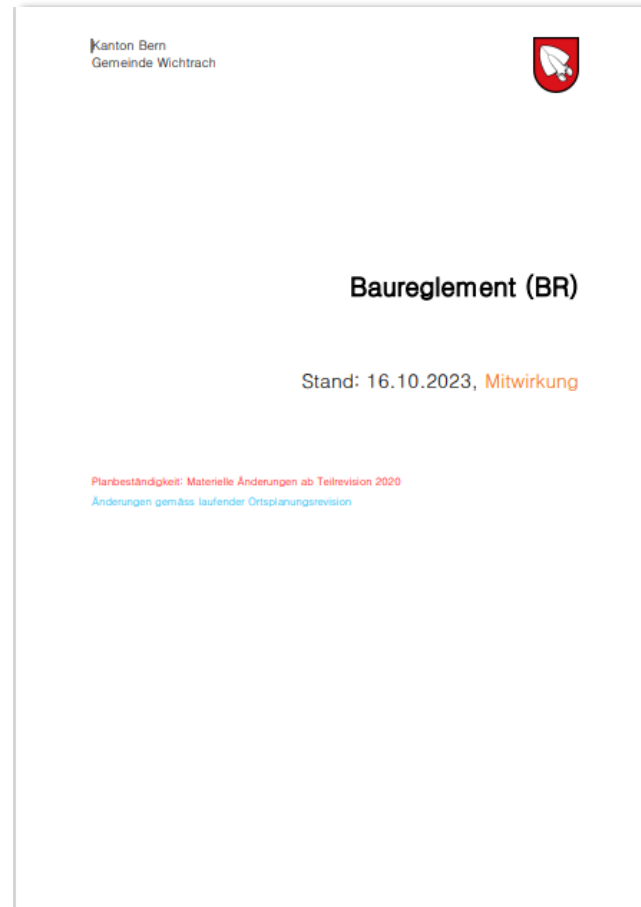 Kanton Bern
Gemeinde Wichtrach
Baureglement (BR)
Stand: 16.10.2023, Mitwirkung
Planbeständigkeit: Materielle Änderungen ab Teilrevision 2020
Änderungen gemäss laufender Ortsplanungsrevision